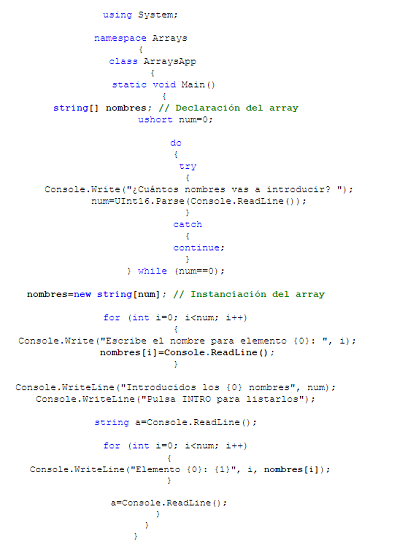 using System;
namespace Arrays
{
class ArraysApp
{
static void Main()
{
string[] nombres; // Declaración del array
ushort num=0;
do
{
try
{
Console.Write("¿Cuántos nombres vas a introducir? ");
num=UInt16.Parse(Console.ReadLine());
}
catch
{
continue;
}
} while (num==0);
nombres=new string[num]; // Instanciación del array
for (int i=0; i<num; i++)
{
Console.Write("Escribe el nombre para elemento {0}: ", i);
nombres[i]=Console.ReadLine();
}
Console.WriteLine("Introducidos los {0} nombres", num);
Console.WriteLine("Pulsa INTRO para listarlos");
string a=Console.ReadLine();
for (int i=0; i<num; i++)
{
Console.WriteLine("Elemento {0}: {1}", i, nombres[i]);
}
a=Console.ReadLine();
}
}
}